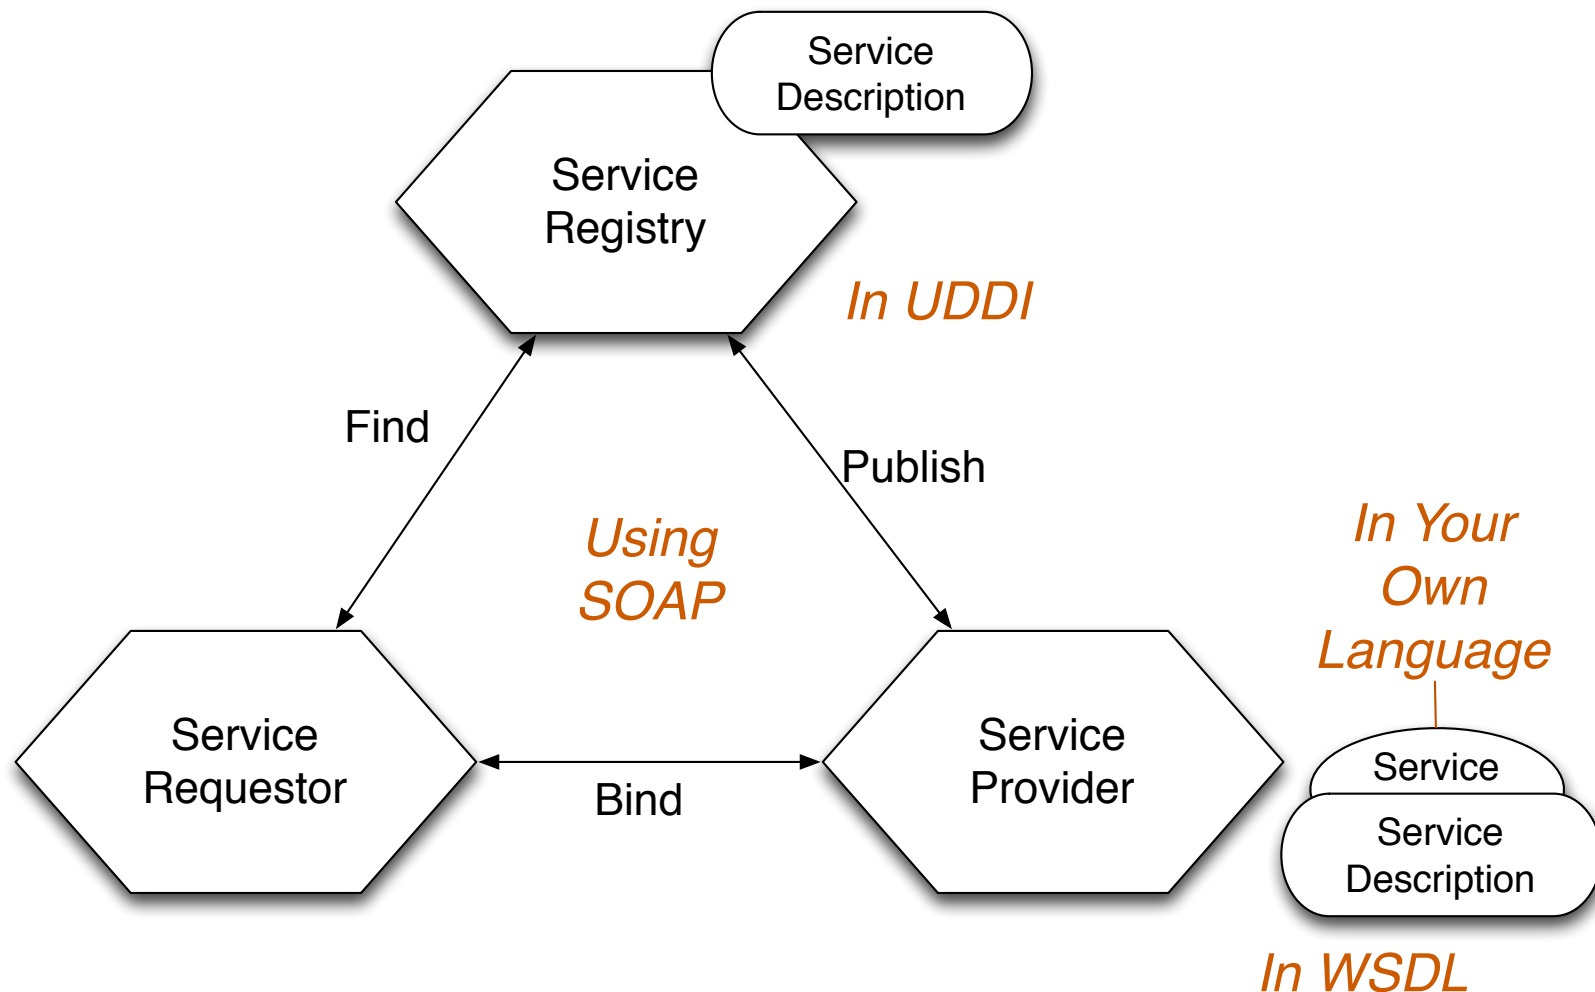 Service
Description
Service
Registry
In UDDI
Find
Publish
Using
SOAP
In Your
Own
Language
Service
Requestor
Bind
Service
Provider
Service
Service
Description
In WSDL